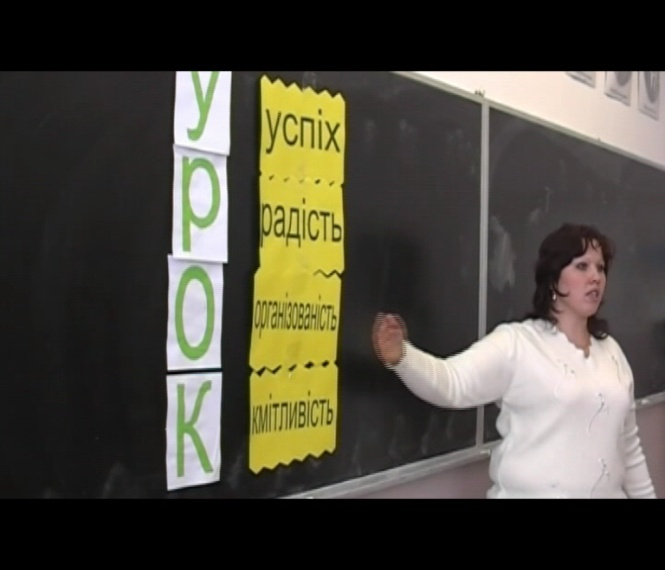 у
р
о
к
успіх
радість
організованість
кмітливість